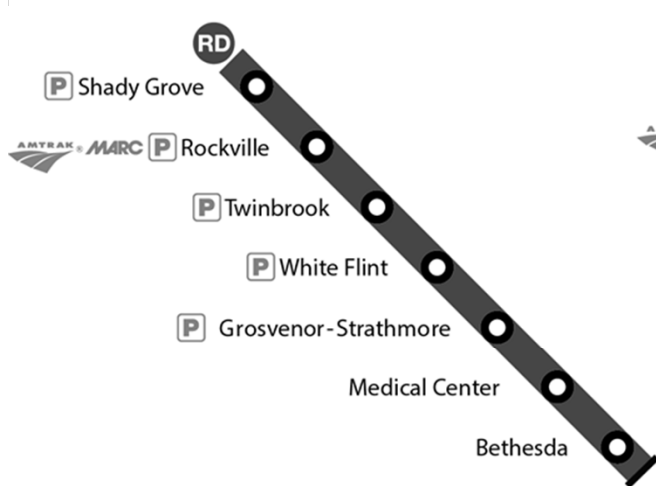 RD
P Shady Grove
AMTRAK® MARC P Rockville
P Twinbrook
P White Flint
P Grosvenor-Strathmore
Medical Center
Bethesda